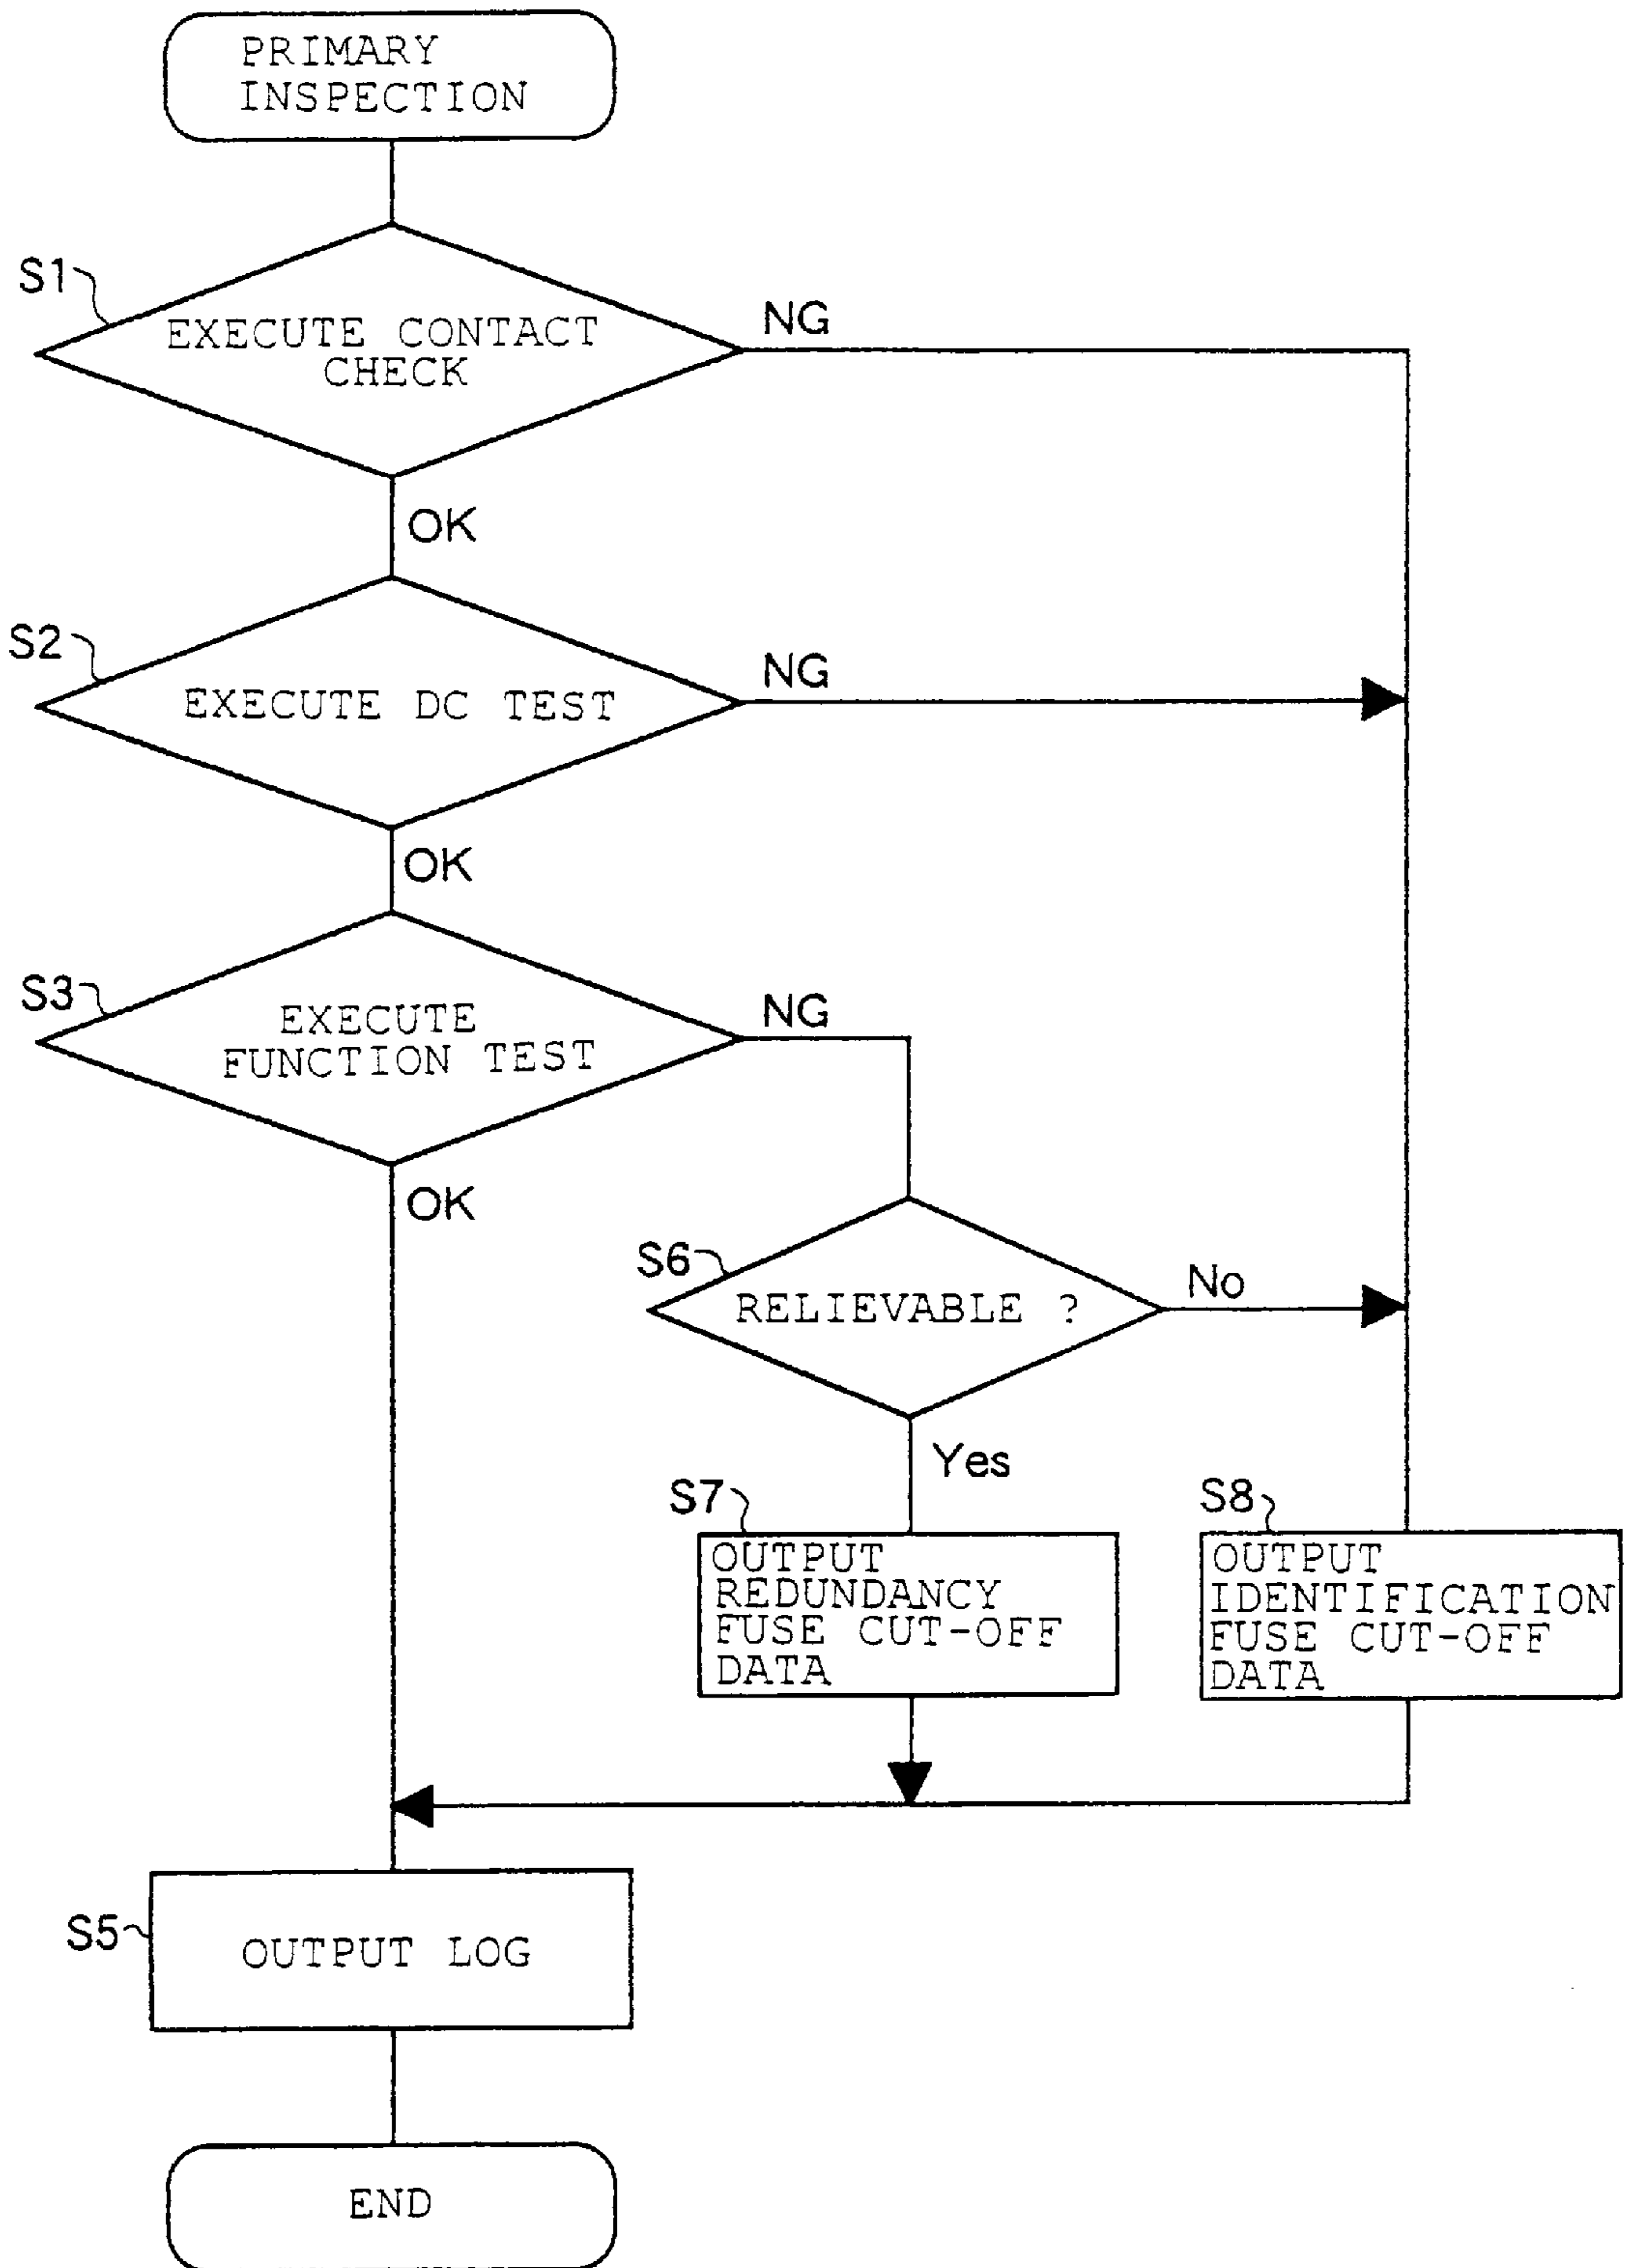 PRIMARY
INSPECTION
S1
EXECUTE CONTACT
CHECK
NG
OK
S2
EXECUTE DC TEST
NG
OK
S3
EXECUTE
FUNCTION TEST
NG
OK
S6
RELIEVABLE ?
No
Yes
S7
OUTPUT
REDUNDANCY
FUSE CUT-OFF
DATA
S8
OUTPUT
IDENTIFICATION
FUSE CUT-OFF
DATA
S5
OUTPUT LOG
END